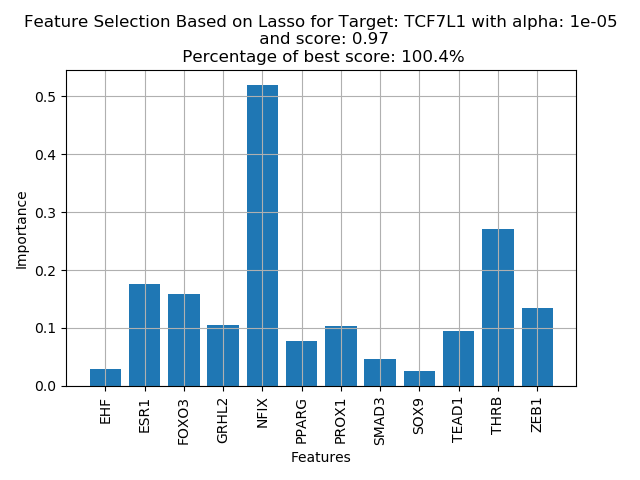 Feature Selection Based on Lasso for Target: TCF7L1 with alpha: 1e-05
and score: 0.97
Percentage of best score: 100.4%
Importance
0.5
0.4
0.3
0.2
0.1
0.0
EHF
ESR1
FOXO3
GRHL2
NFIX
PPARG
PROX1
SMAD3
SOX9
TEAD1
THRB
ZEB1
Features